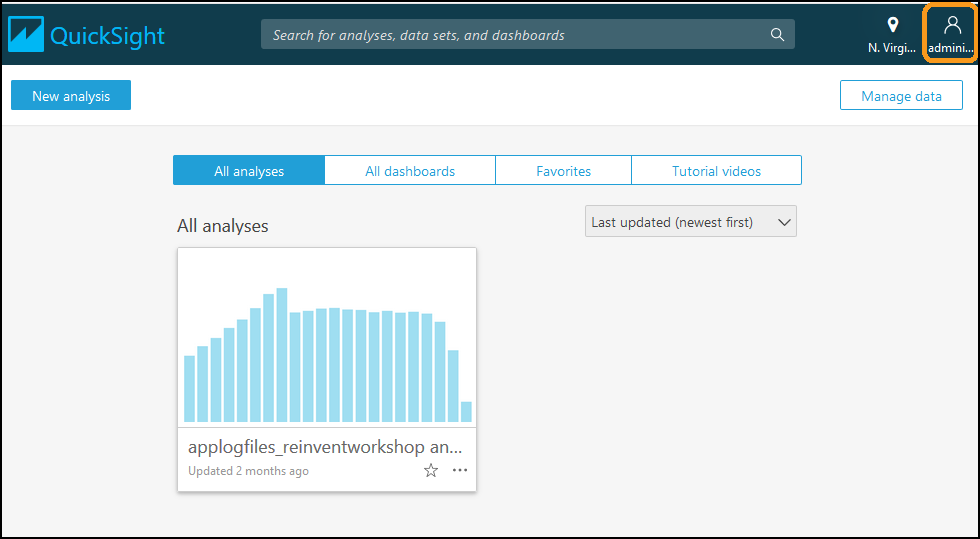 QuickSight
Search for analyses, data sets, and dashboards
N. Virgi...
admini...
New analysis
Manage data
All analyses
All dashboards
Favorites
Tutorial videos
All analyses
Last updated (newest first)
applogfiles_reinventworkshop an...
Updated 2 months ago